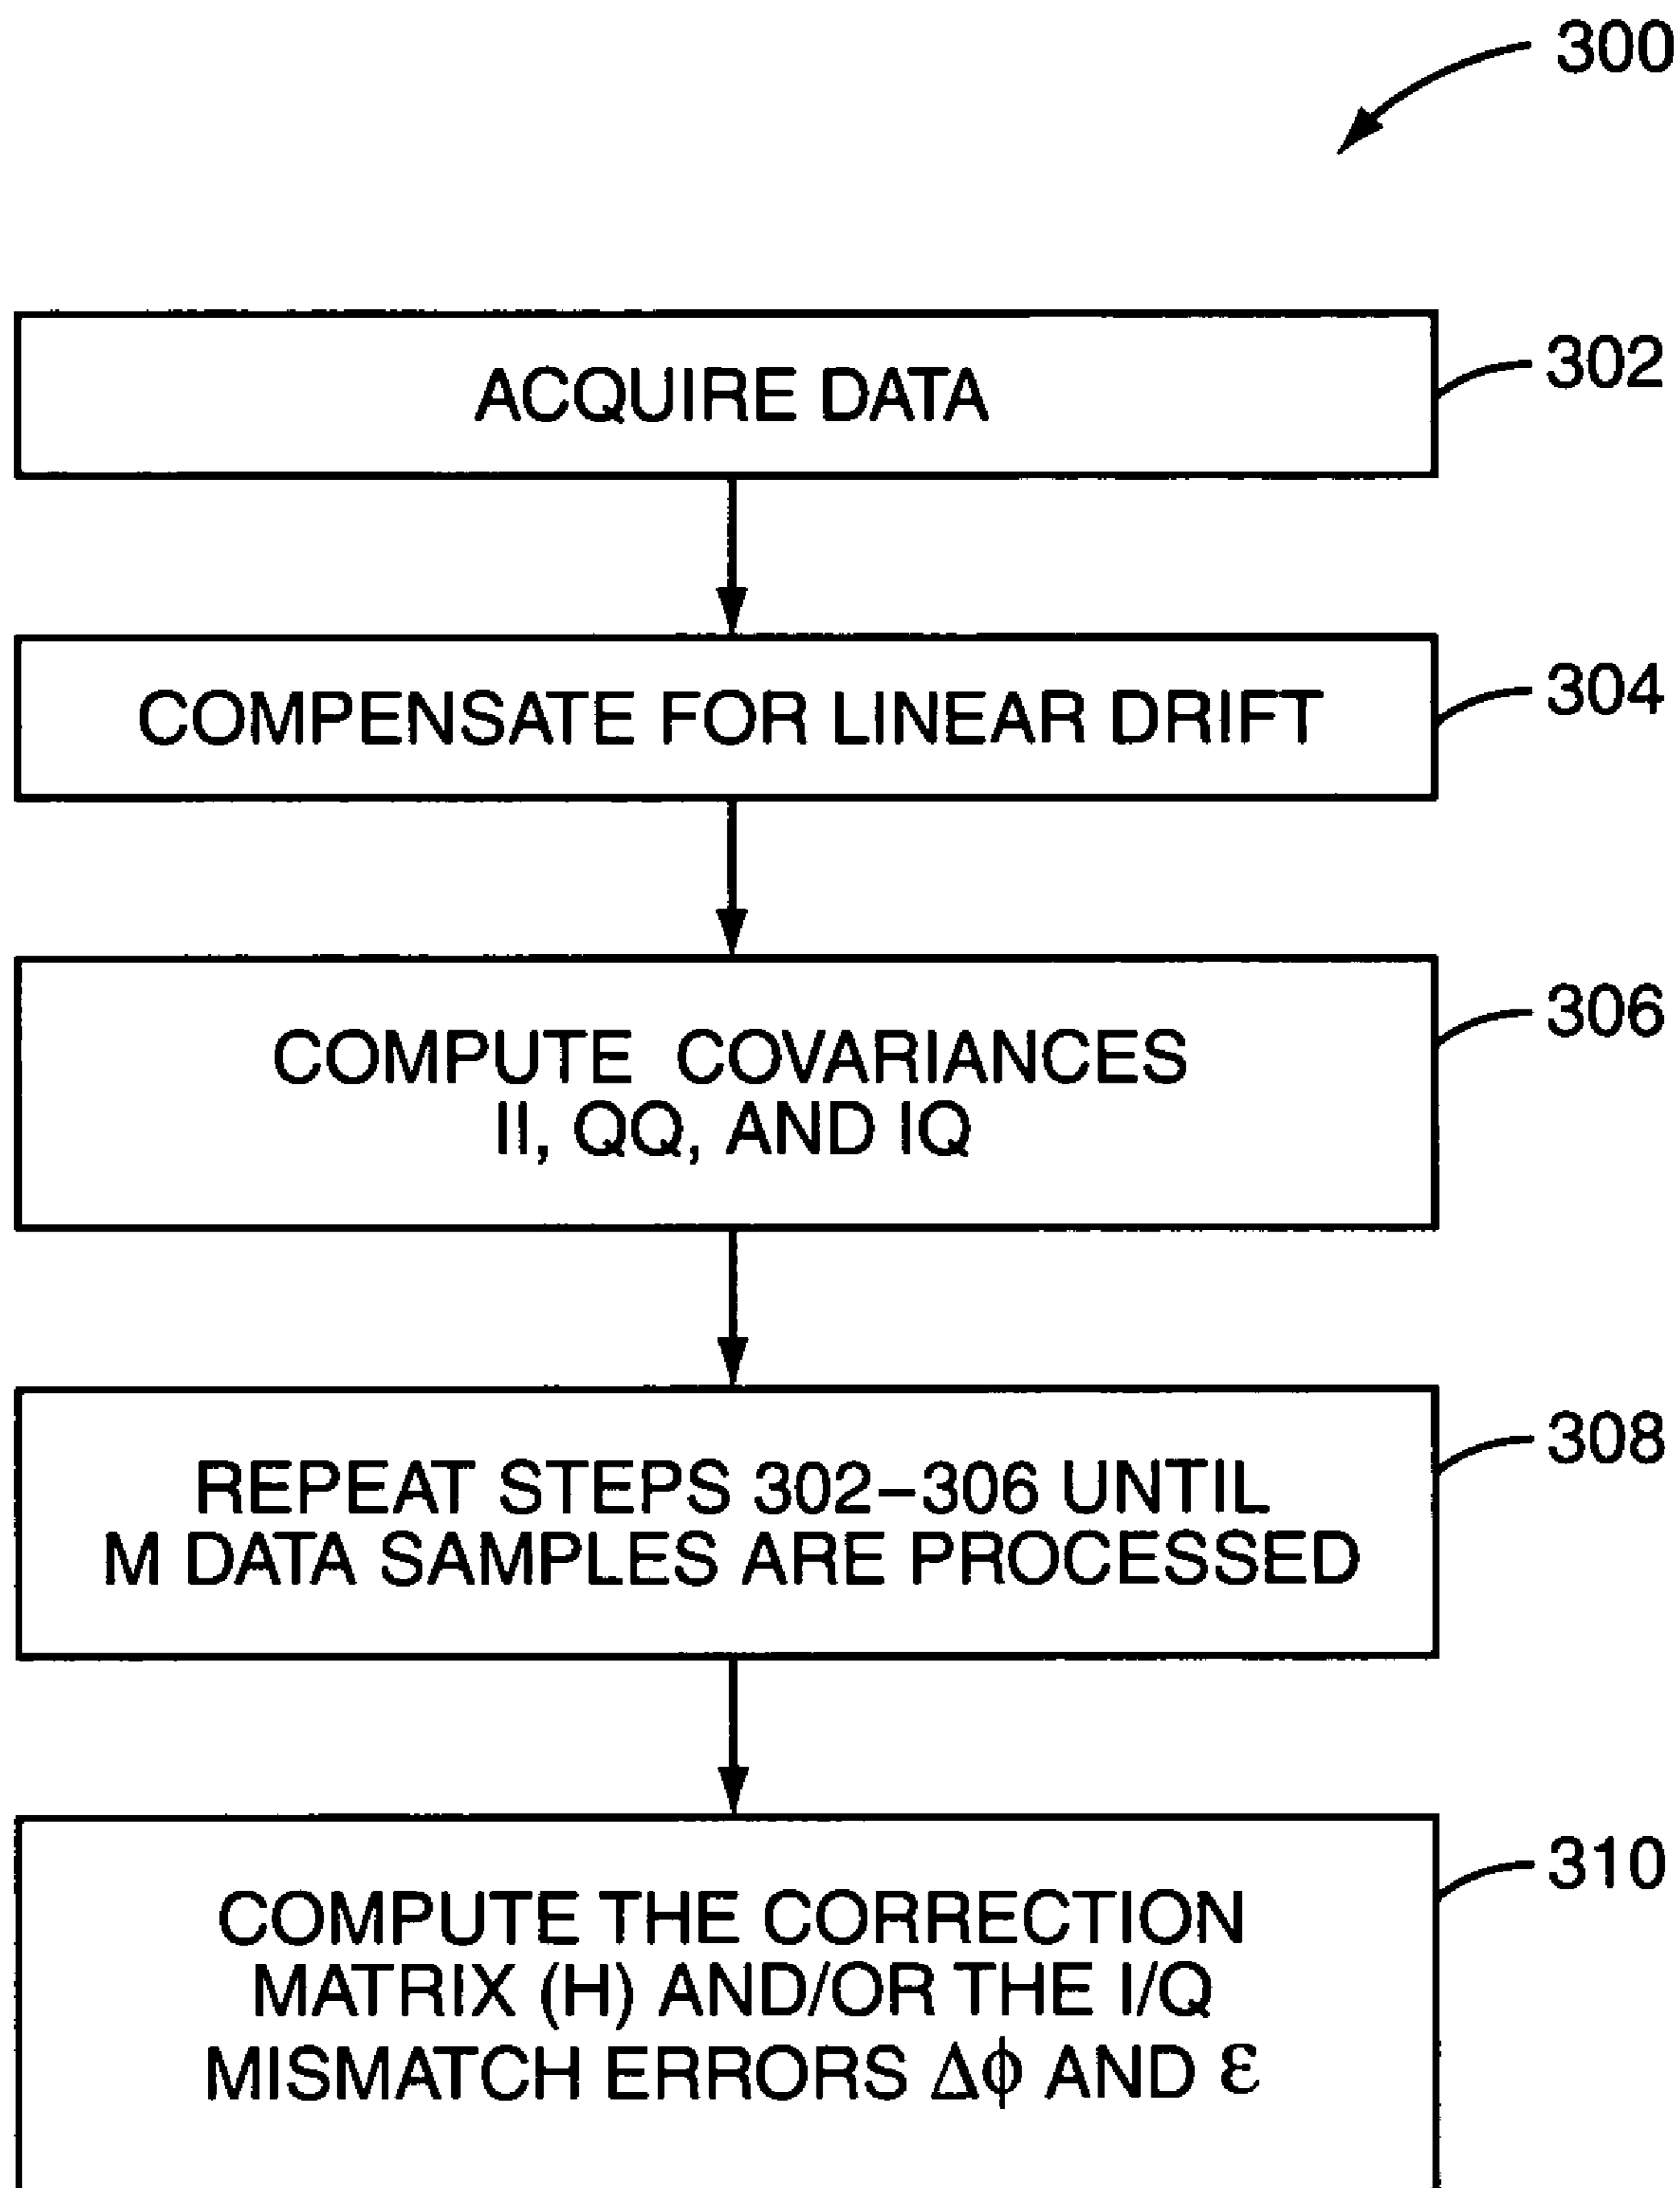 300
ACQUIRE DATA
302
COMPENSATE FOR LINEAR DRIFT
304
COMPUTE COVARIANCES
II, QQ, AND IQ
306
REPEAT STEPS 302–306 UNTIL
M DATA SAMPLES ARE PROCESSED
308
COMPUTE THE CORRECTION
MATRIX (H) AND/OR THE I/Q
MISMATCH ERRORS Δϕ AND ε
310